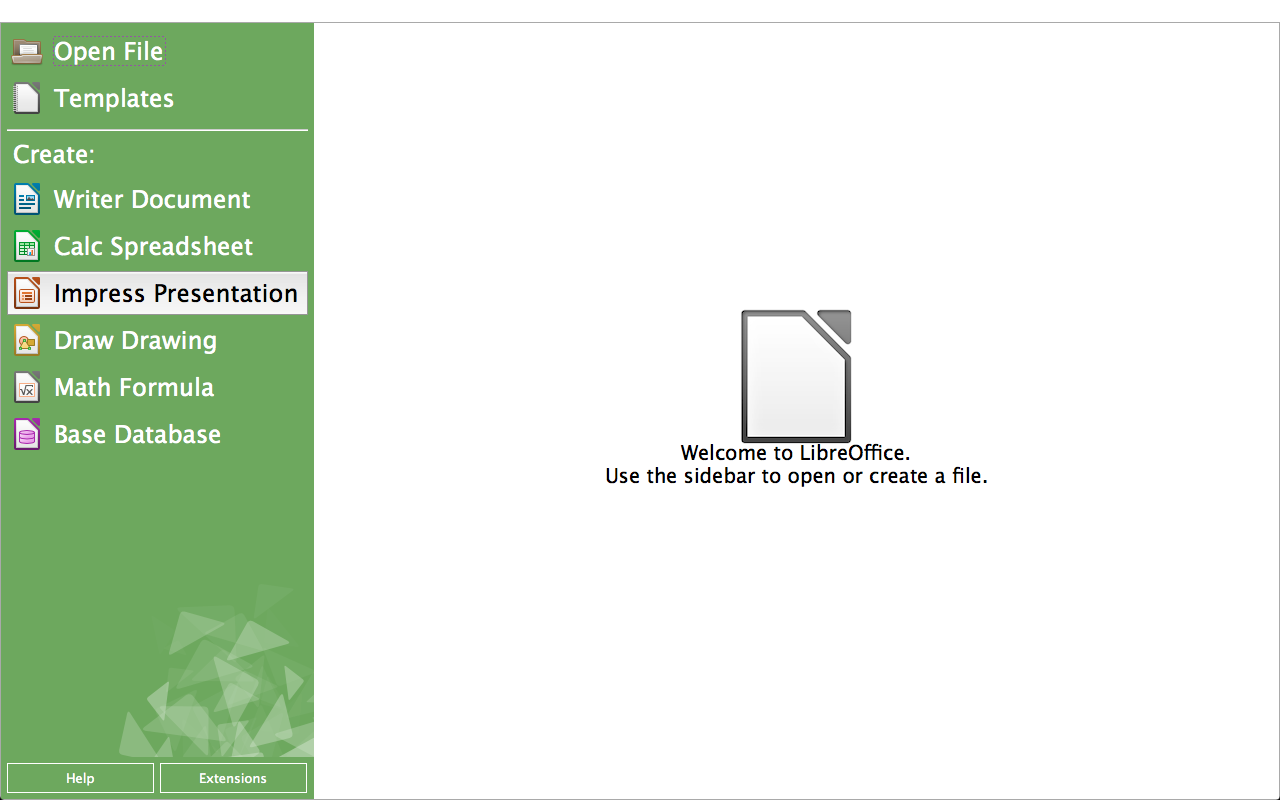 Open File
Templates
Create:
Writer Document
Calc Spreadsheet
Impress Presentation
Draw Drawing
Math Formula
Base Database
Welcome to LibreOffice.
Use the sidebar to open or create a file.
Help
Extensions